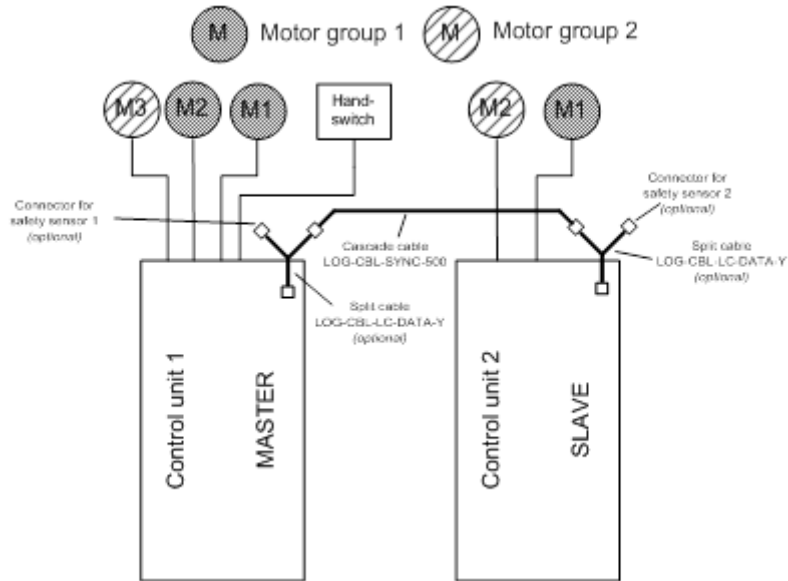 M Motor group 1 M Motor group 2
M3 M2 M1
Hand-
switch
M2 M1
Connector for
safety sensor 1
(optional)
Connector for
safety sensor 2
(optional)
Cascade cable
LOG-CBL-SYNC-500
Split cable
LOG-CBL-LC-DATA-Y
(optional)
Split cable
LOG-CBL-LC-DATA-Y
(optional)
Control unit 1
MASTER
Control unit 2
SLAVE